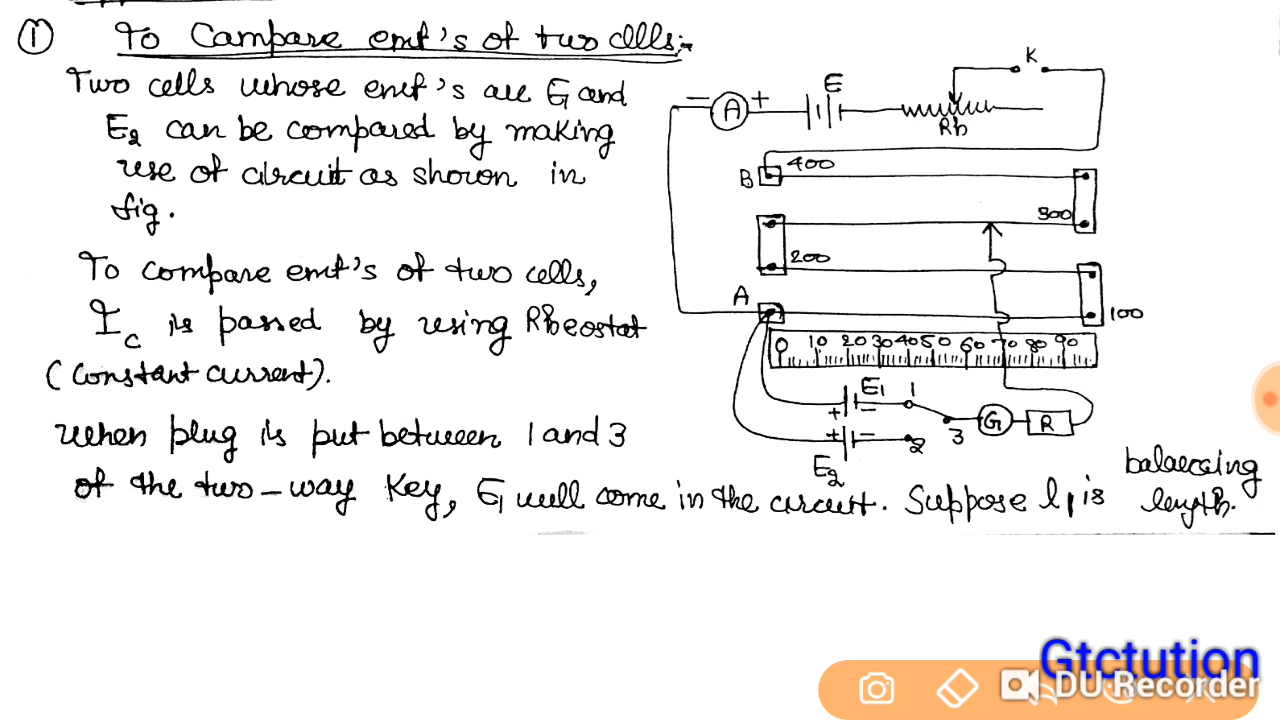 ① To Compare emf's of two cells:-
Two cells whose emf's are E1 and
E2 can be compared by making
use of circuit as shown in
fig.
To compare emf's of two cells,
Ic is passed by using Rheostat
(constant current).
When plug is put between 1 and 3
of the two-way key, E1 will come in the circuit. Suppose l1 is balancing
length.
K
- A + E
Rh
B 400
300
200
A
100
0 10 20 30 40 50 60 70 80 90
E1 1
+ -
3 G R
+ - 2
E2
Gtctution
DU Recorder